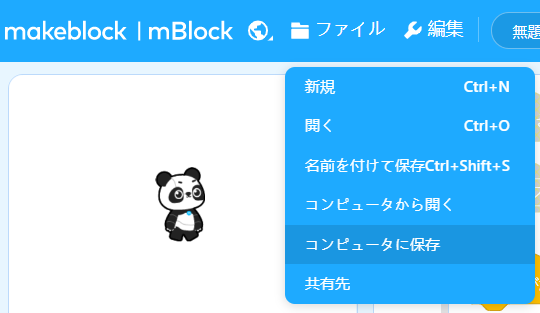 makeblock | mBlock ファイル 編集 無題
新規 Ctrl+N
開く Ctrl+O
名前を付けて保存Ctrl+Shift+S
コンピュータから開く
コンピュータに保存
共有先